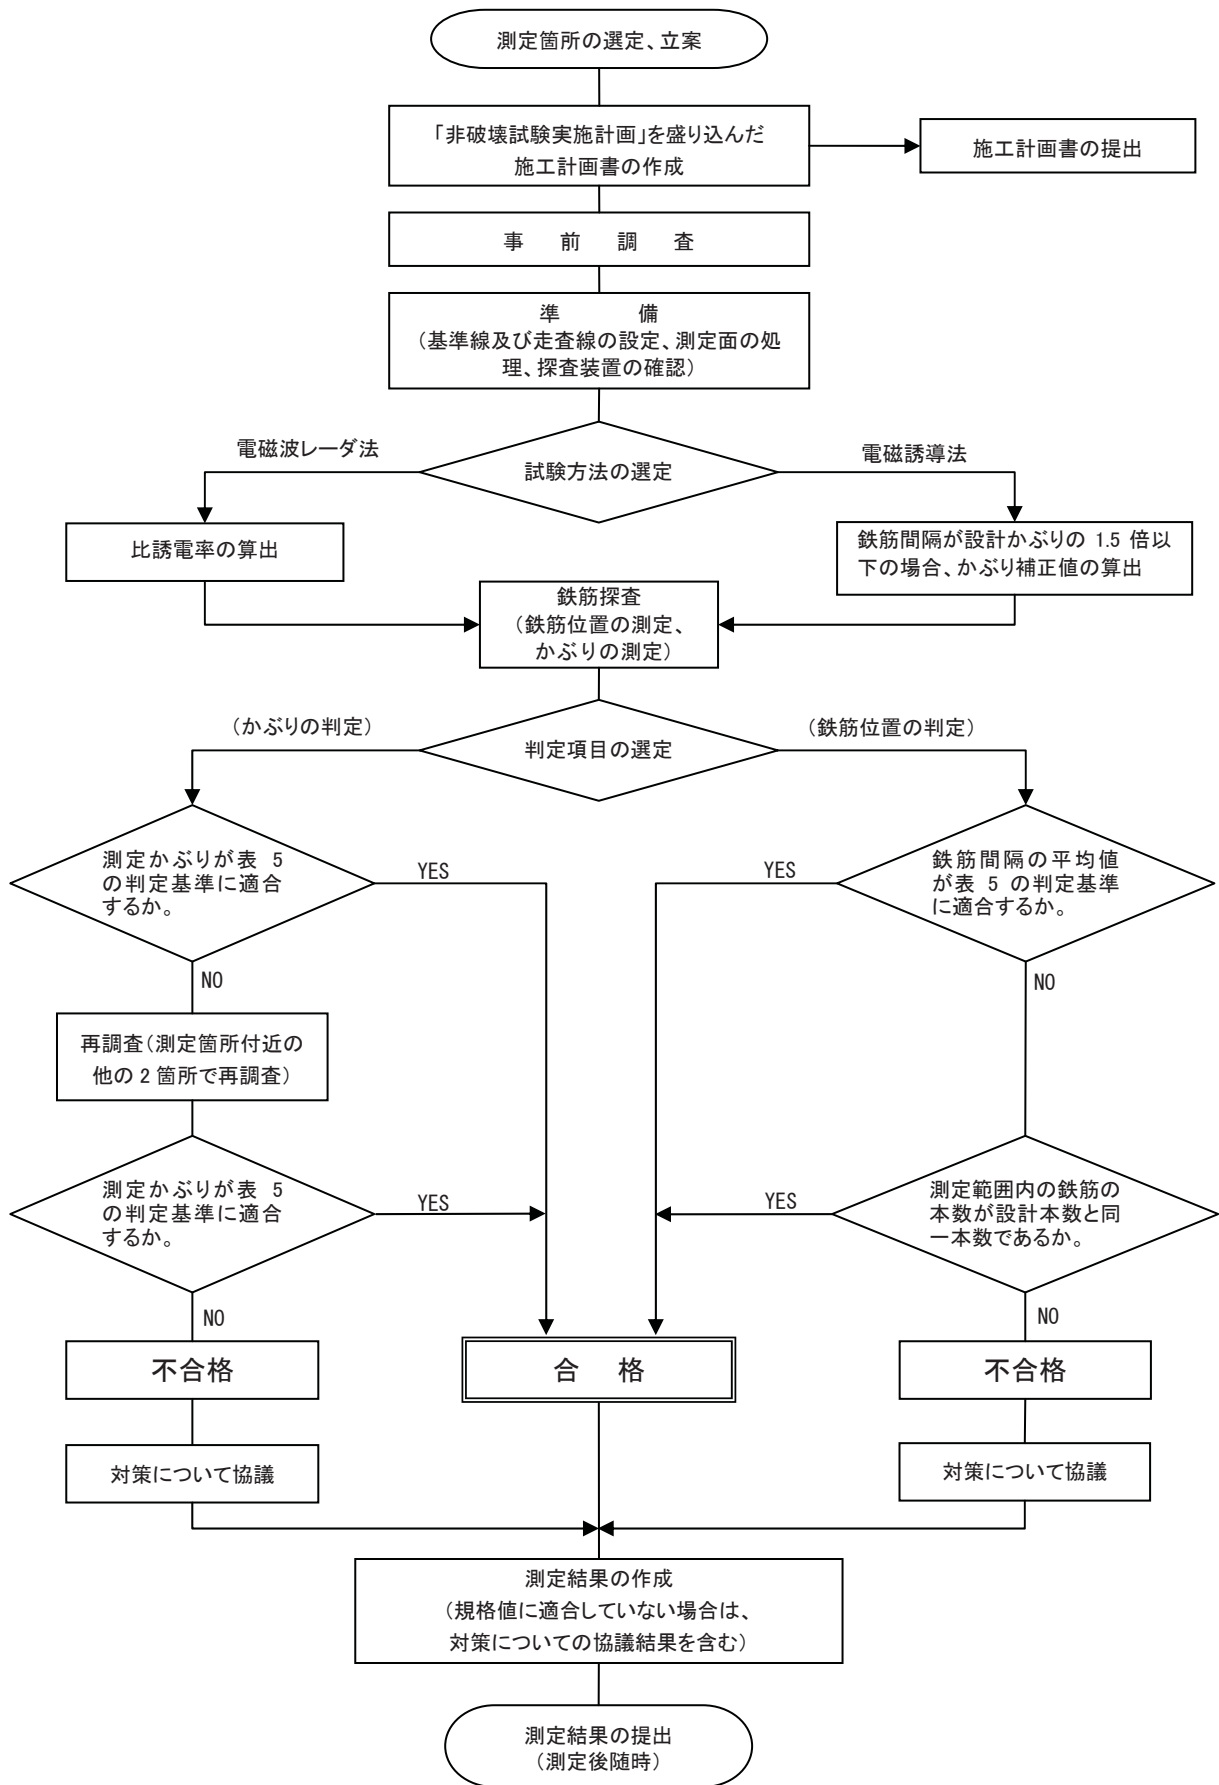 測定箇所の選定、立案
「非破壊試験実施計画」を盛り込んだ
施工計画書の作成
施工計画書の提出
事　前　調　査
準　　　備
(基準線及び走査線の設定、測定面の処
理、探査装置の確認)
電磁波レーダ法
試験方法の選定
電磁誘導法
比誘電率の算出
鉄筋間隔が設計かぶりの 1.5 倍以
下の場合、かぶり補正値の算出
鉄筋探査
(鉄筋位置の測定、
かぶりの測定)
(かぶりの判定)
判定項目の選定
(鉄筋位置の判定)
測定かぶりが表 5
の判定基準に適合
するか。
YES
YES
鉄筋間隔の平均値
が表 5 の判定基準
に適合するか。
NO
NO
再調査(測定箇所付近の
他の 2 箇所で再調査)
測定かぶりが表 5
の判定基準に適合
するか。
YES
YES
測定範囲内の鉄筋の
本数が設計本数と同
一本数であるか。
NO
NO
不合格
合　格
不合格
対策について協議
対策について協議
測定結果の作成
(規格値に適合していない場合は、
対策についての協議結果を含む)
測定結果の提出
(測定後随時)